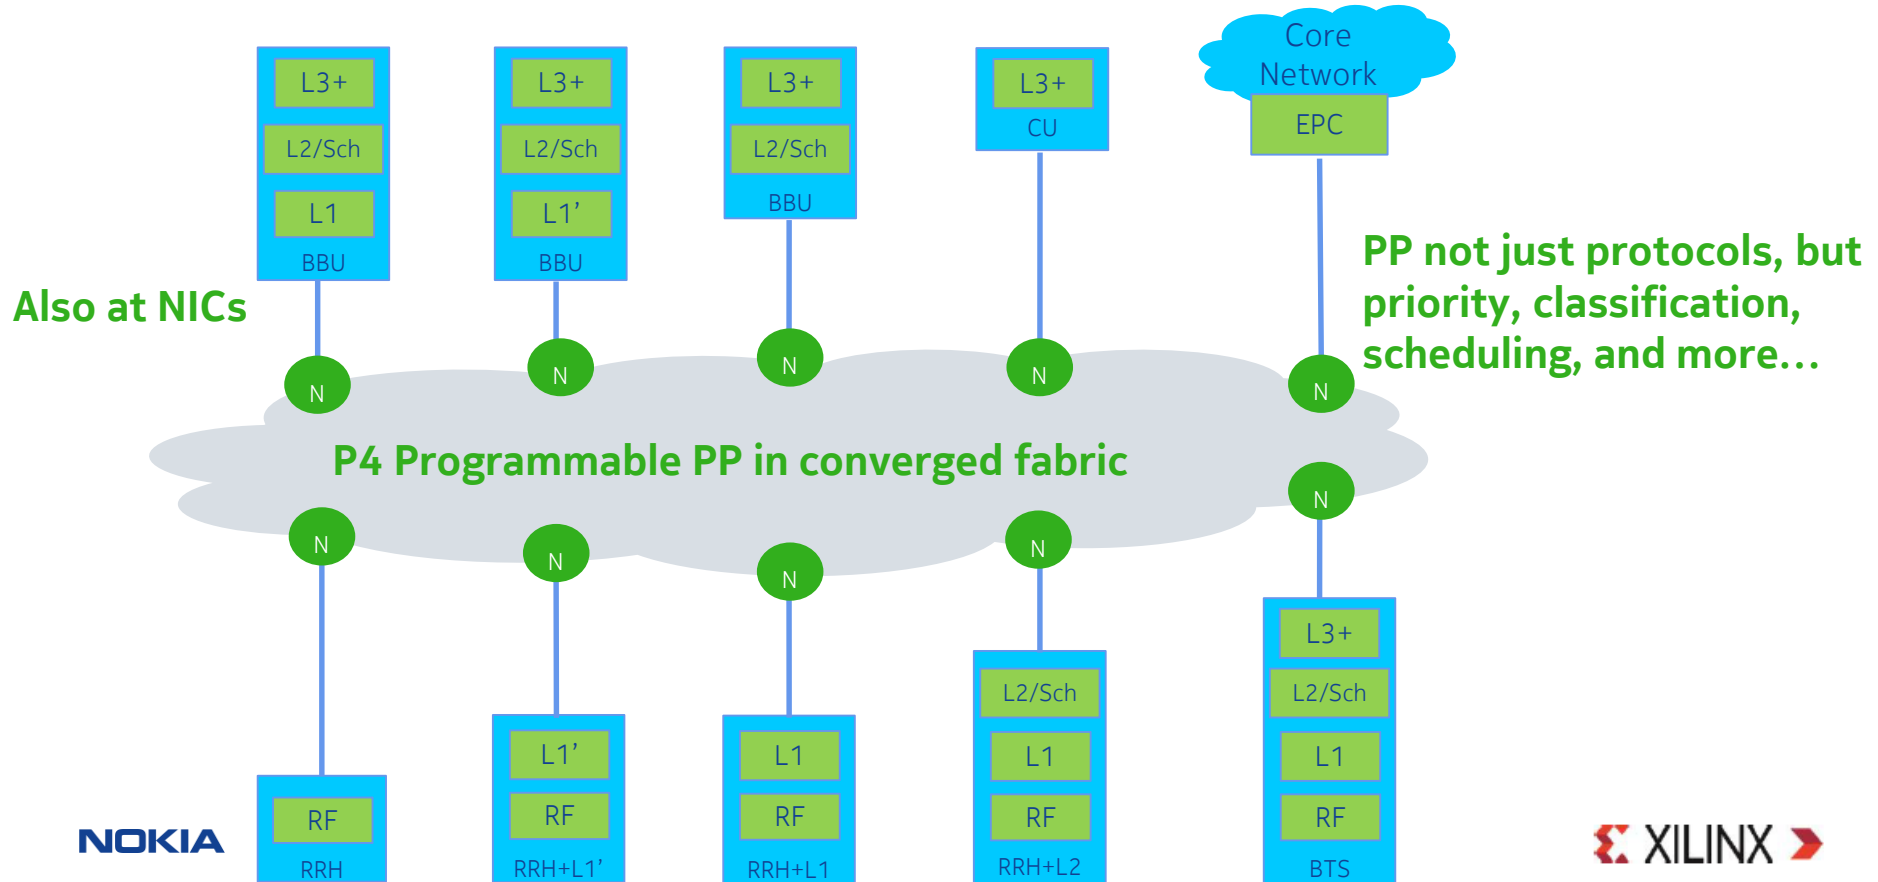 L3+
L2/Sch
L1
BBU
L3+
L2/Sch
L1’
BBU
L3+
L2/Sch
BBU
L3+
CU
Core
Network
EPC
Also at NICs
PP not just protocols, but
priority, classification,
scheduling, and more…
N
N
N
N
N
P4 Programmable PP in converged fabric
N
N
N
N
N
RF
RRH
L1’
RF
RRH+L1’
L1
RF
RRH+L1
L2/Sch
L1
RF
RRH+L2
L3+
L2/Sch
L1
RF
BTS
NOKIA
XILINX